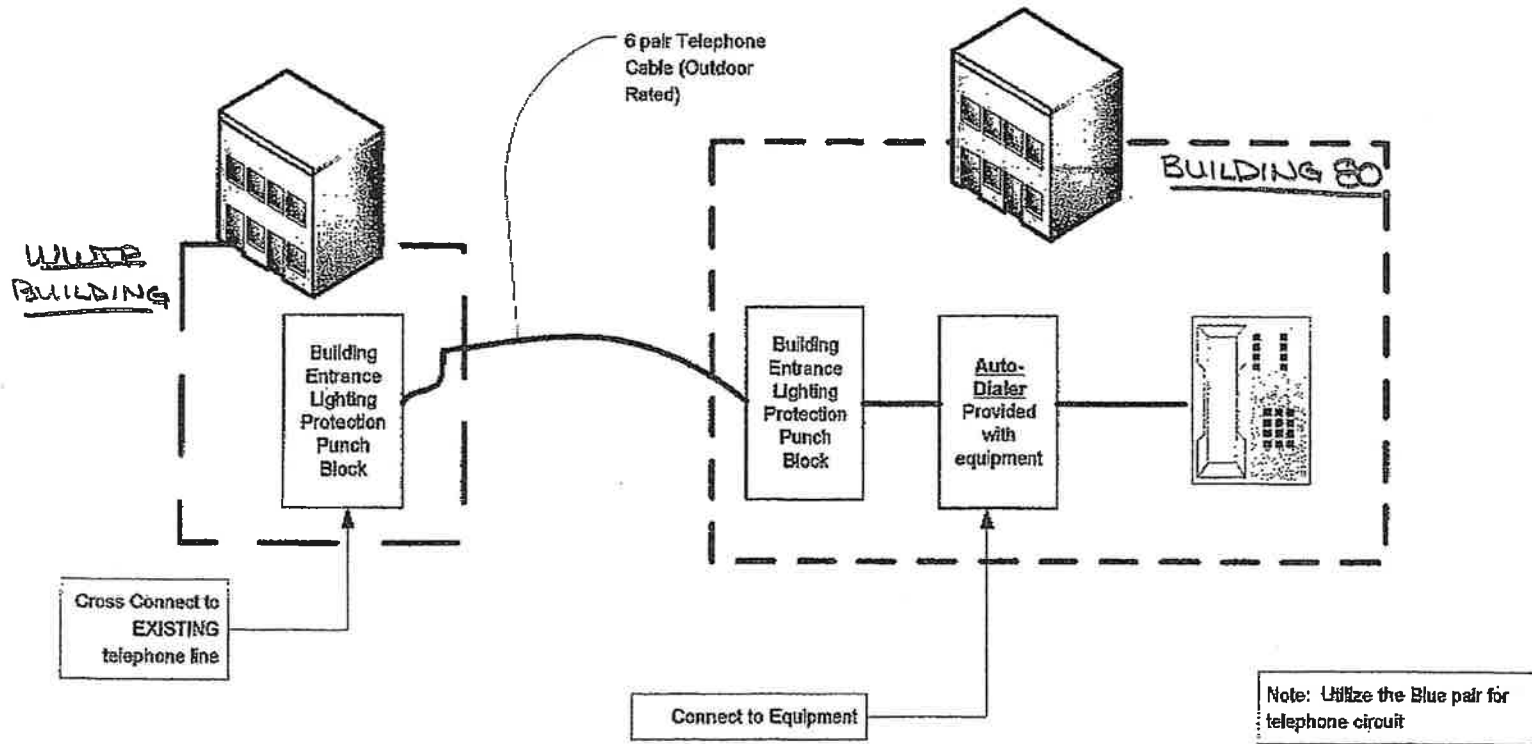 6 pair Telephone
Cable (Outdoor
Rated)
BUILDING 80
WWTP
BUILDING
Building
Entrance
Lighting
Protection
Punch
Block
Building
Entrance
Lighting
Protection
Punch
Block
Auto-
Dialer
Provided
with
equipment
Cross Connect to
EXISTING
telephone line
Connect to Equipment
Note: Utilize the Blue pair for
telephone circuit